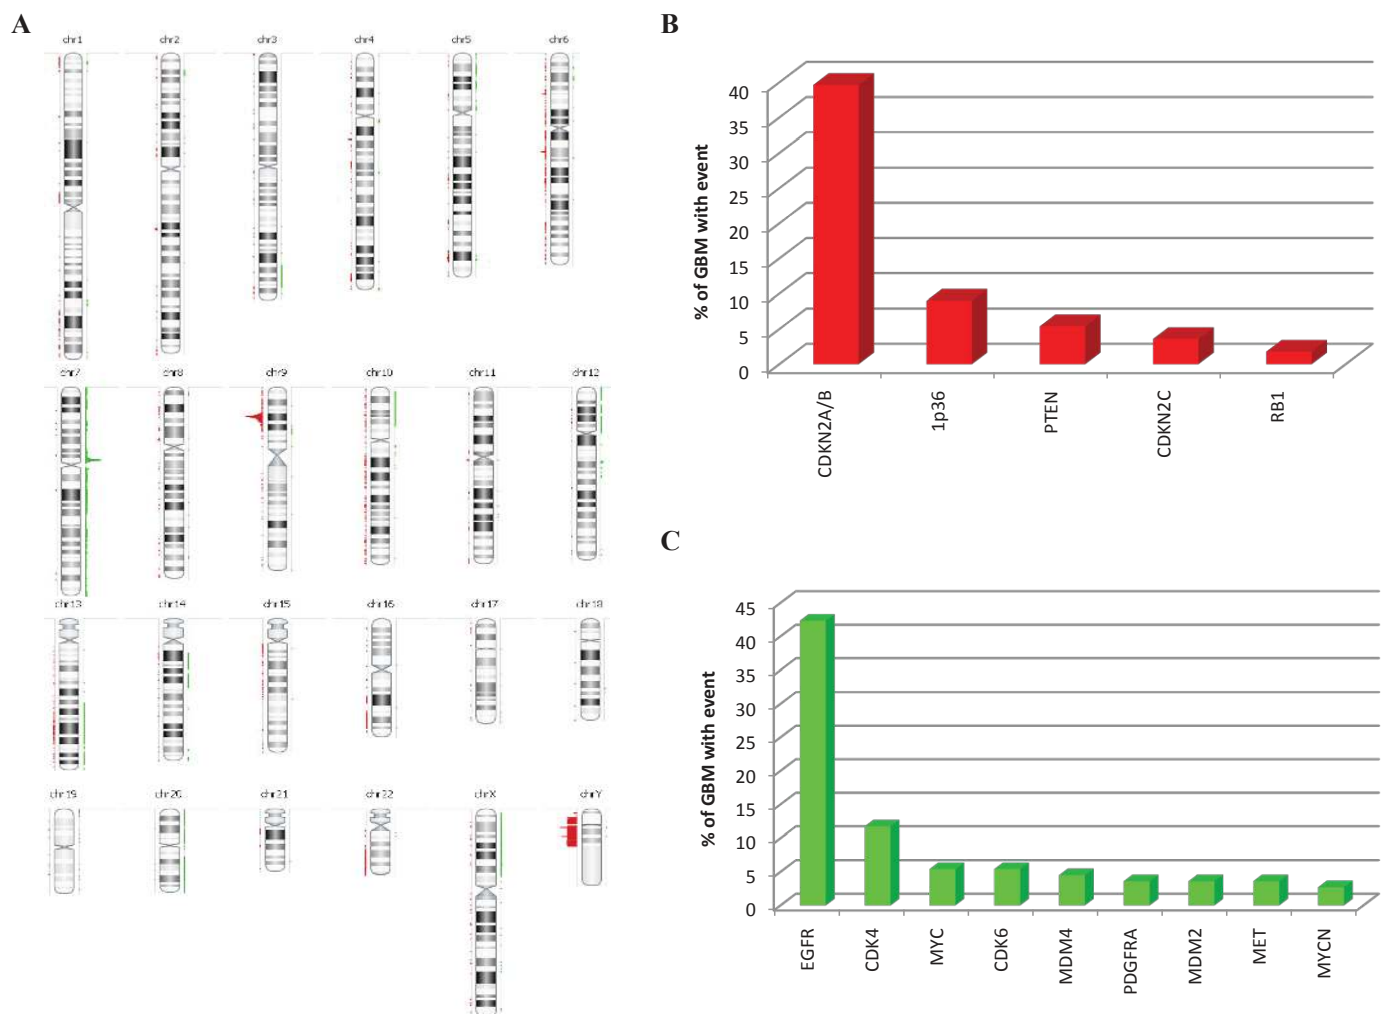 A
chr1 chr2 chr3 chr4 chr5 chr6
chr7 chr8 chr9 chr10 chr11 chr12
chr13 chr14 chr15 chr16 chr17 chr18
chr19 chr20 chr21 chr22 chrX chrY
B
% of GBM with event
40
35
30
25
20
15
10
5
0
CDKN2A/B
1p36
PTEN
CDKN2C
RB1
C
% of GBM with event
45
40
35
30
25
20
15
10
5
0
EGFR
CDK4
MYC
CDK6
MDM4
PDGFRA
MDM2
MET
MYCN